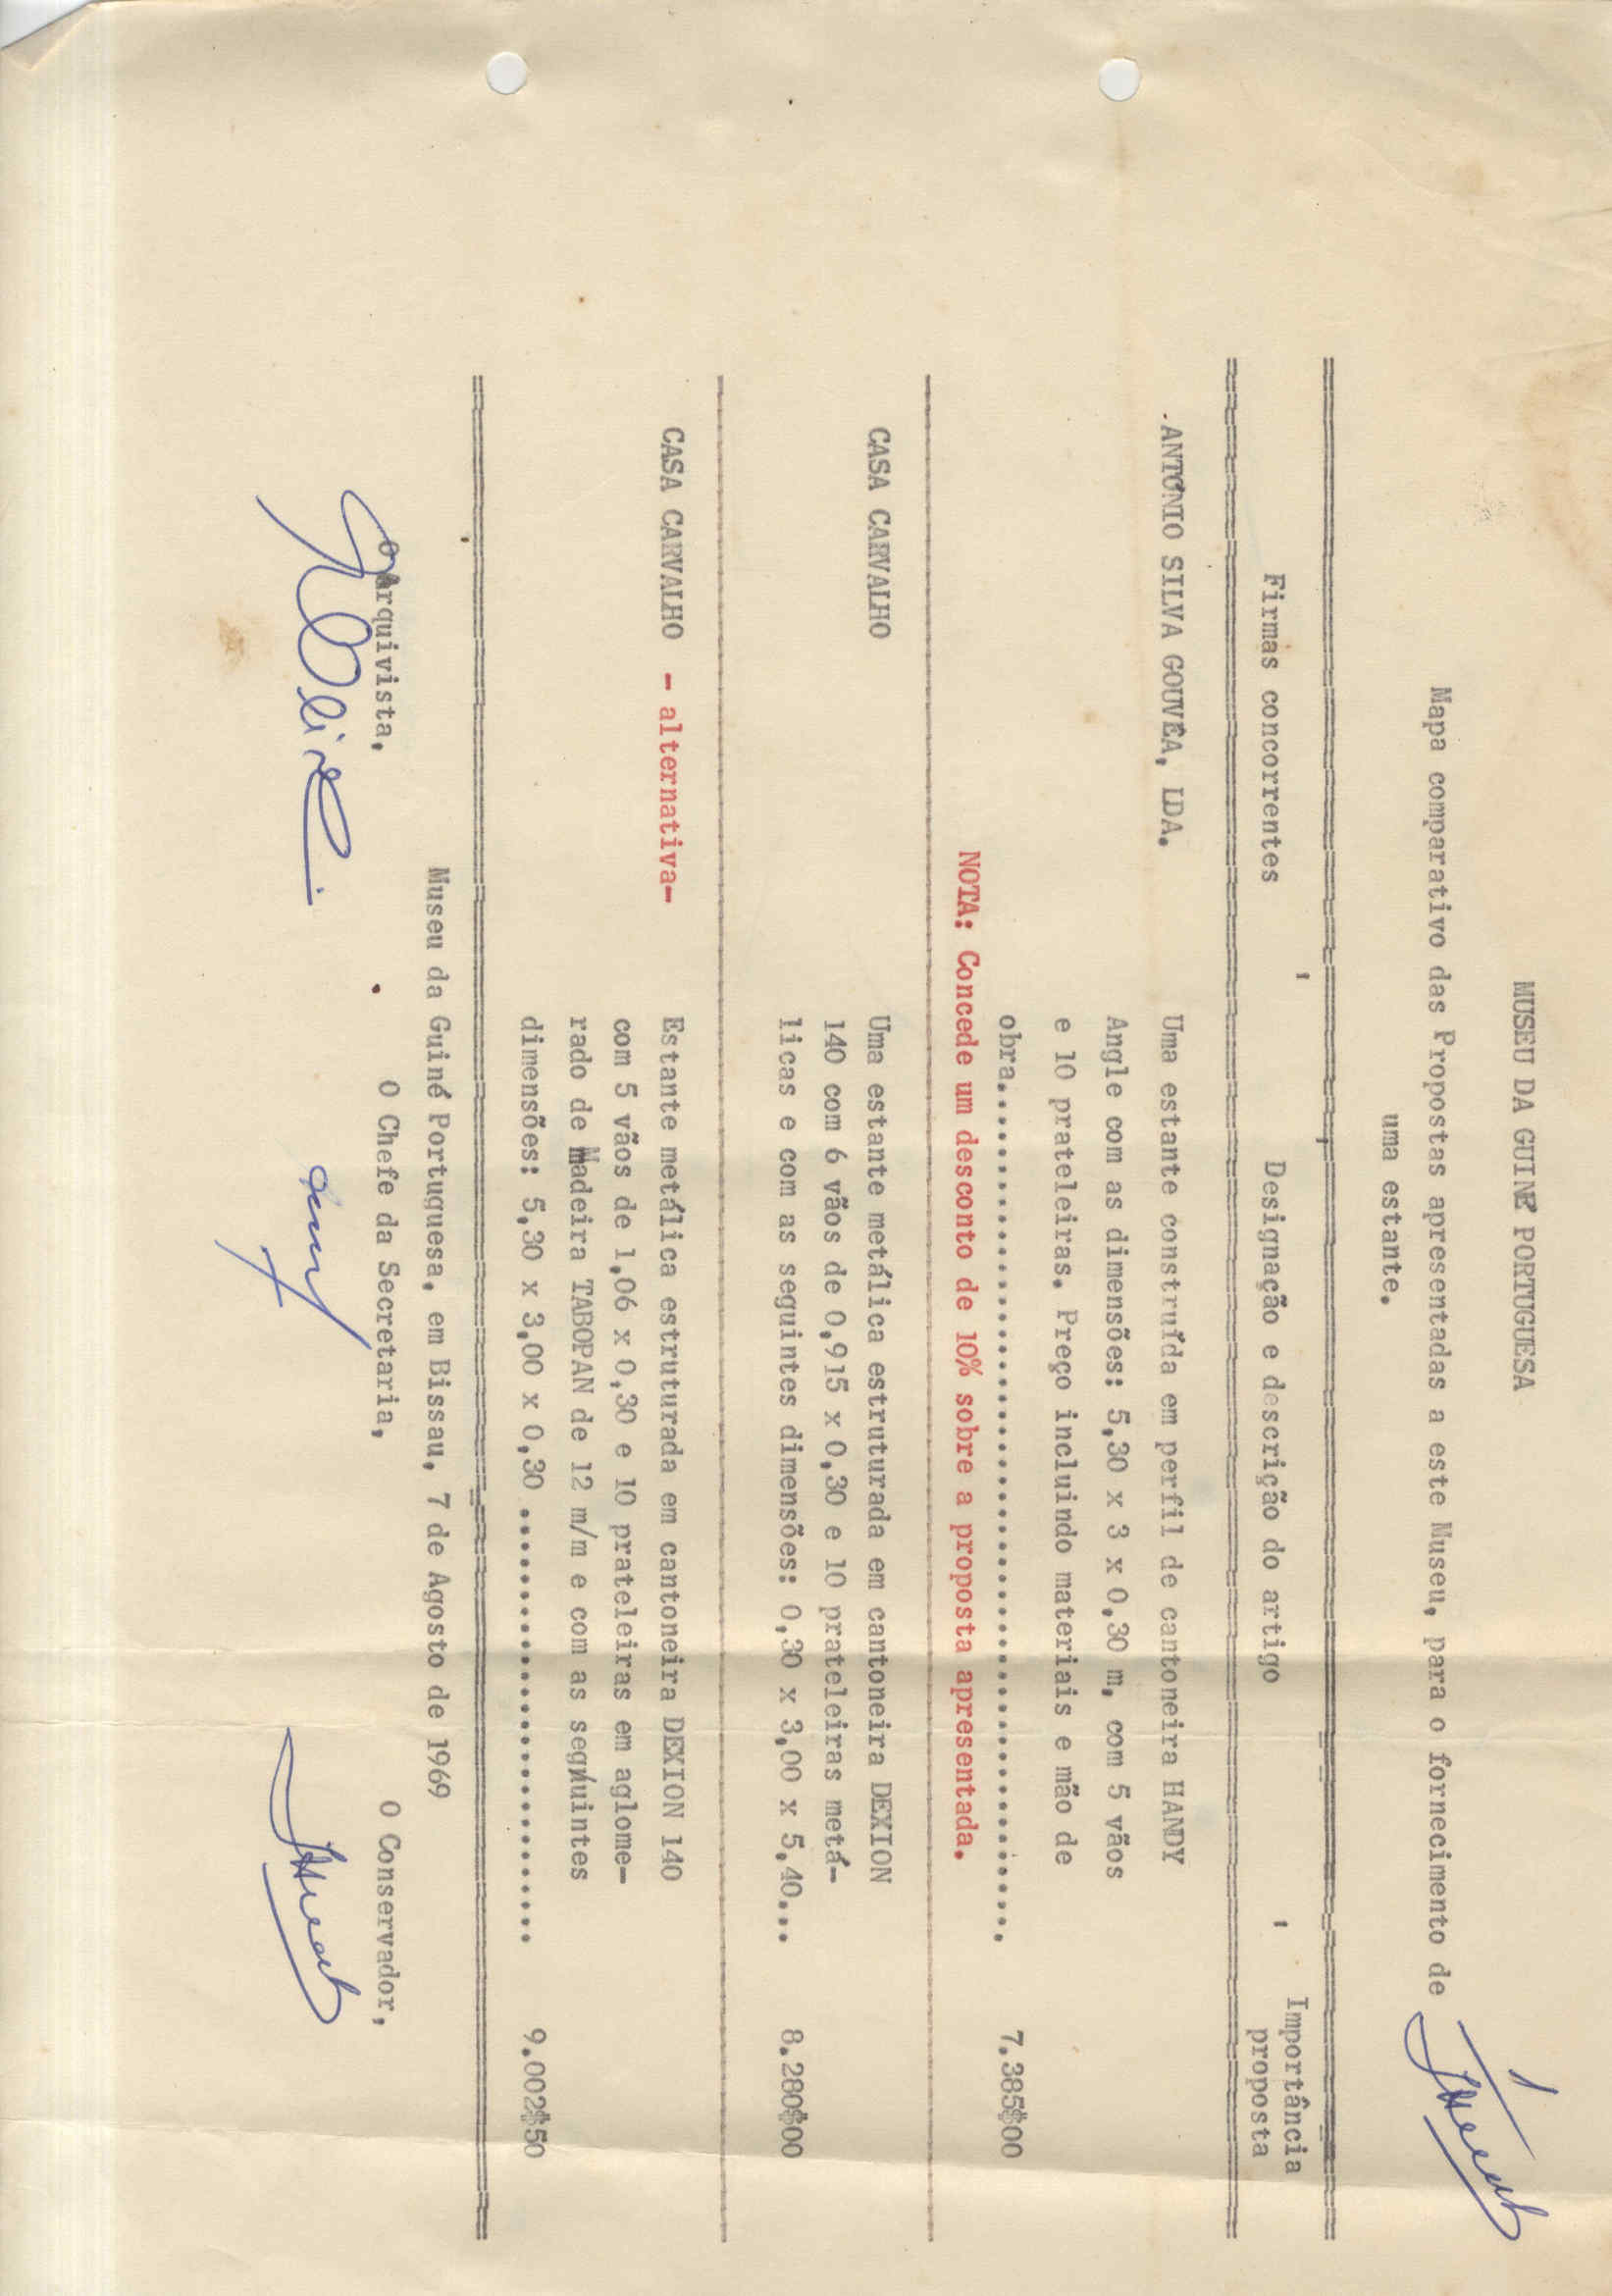 MUSEU DA GUINÉ PORTUGUESA
Mapa comparativo das Propostas apresentadas a este Museu, para o fornecimento de
uma estante.
Firmas concorrentes ' Designação e descrição do artigo ' Importância
proposta
ANTÓNIO SILVA GOUVÊA, LDA. Uma estante construída em perfil de cantoneira HANDY
Angle com as dimensões: 5,30 x 3 x 0,30 m, com 5 vãos
e 10 prateleiras. Preço incluindo materiais e mão de
obra............................................. 7.385$00
NOTA: Concede um desconto de 10% sobre a proposta apresentada.
CASA CARVALHO Uma estante metálica estruturada em cantoneira DEXION
140 com 6 vãos de 0,915 x 0,30 e 10 prateleiras metá-
licas e com as seguintes dimensões: 0,30 x 3,00 x 5,40... 8.280$00
CASA CARVALHO - alternativa- Estante metálica estruturada em cantoneira DEXION 140
com 5 vãos de 1,06 x 0,30 e 10 prateleiras em aglome-
rado de Madeira TABOPAN de 12 m/m e com as seguintes
dimensões: 5,30 x 3,00 x 0,30 ......................... 9.002$50
Museu da Guiné Portuguesa, em Bissau, 7 de Agosto de 1969
O Arquivista, O Chefe da Secretaria, O Conservador,